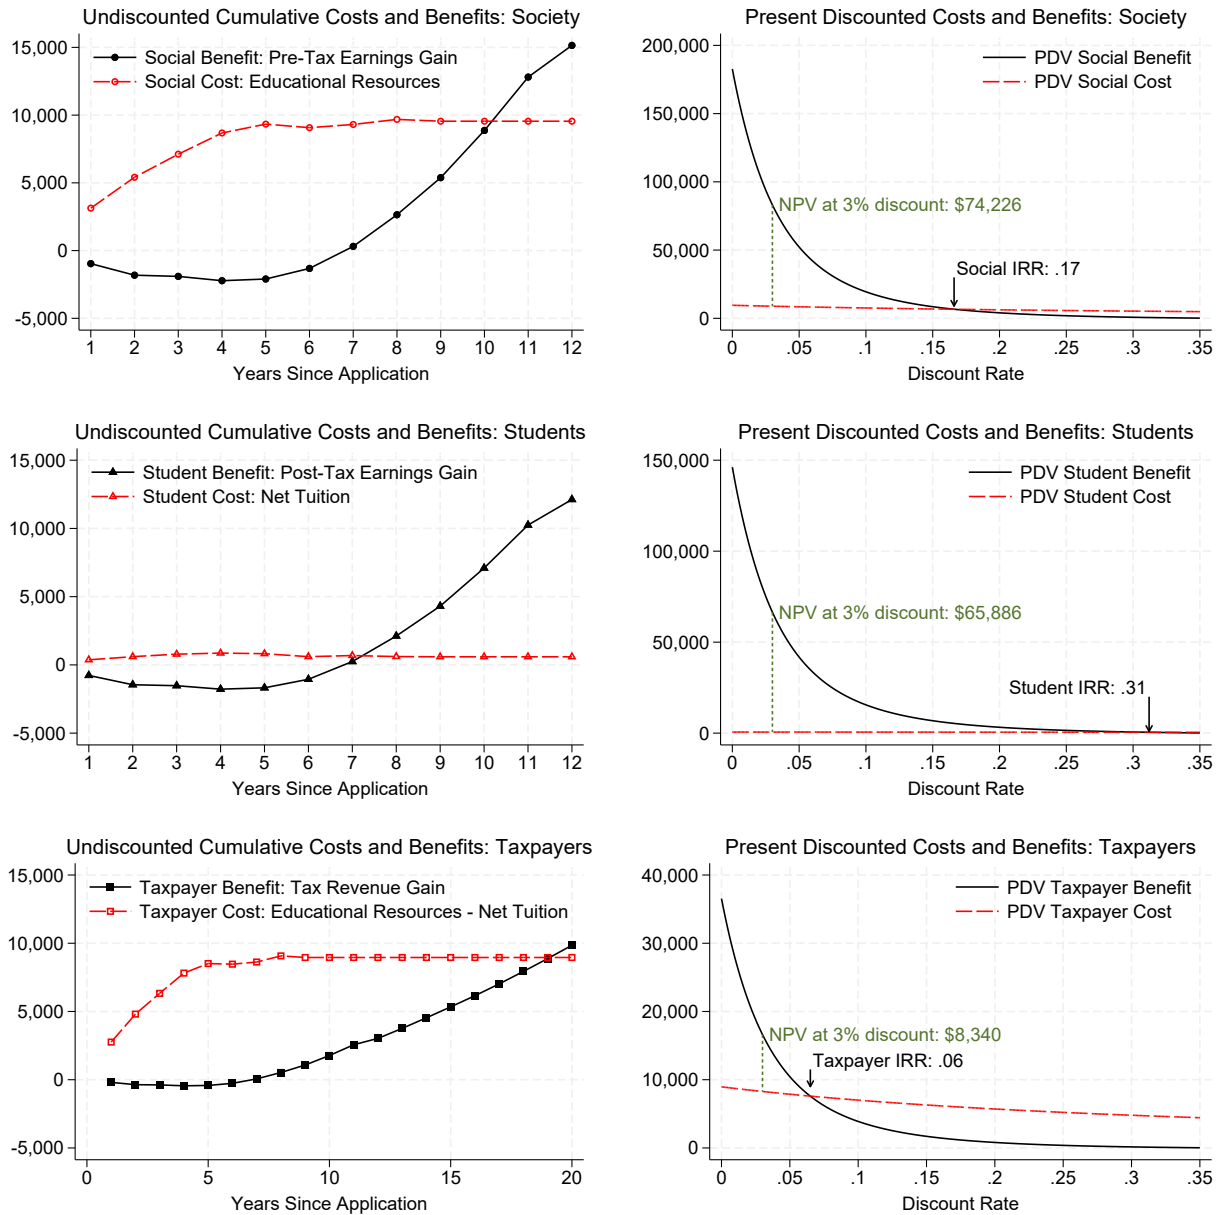 Undiscounted Cumulative Costs and Benefits: Society
15,000
10,000
5,000
0
-5,000
Social Benefit: Pre-Tax Earnings Gain
Social Cost: Educational Resources
1 2 3 4 5 6 7 8 9 10 11 12
Years Since Application
Present Discounted Costs and Benefits: Society
200,000
150,000
100,000
50,000
0
PDV Social Benefit
PDV Social Cost
NPV at 3% discount: $74,226
Social IRR: .17
0 .05 .1 .15 .2 .25 .3 .35
Discount Rate
Undiscounted Cumulative Costs and Benefits: Students
15,000
10,000
5,000
0
-5,000
Student Benefit: Post-Tax Earnings Gain
Student Cost: Net Tuition
1 2 3 4 5 6 7 8 9 10 11 12
Years Since Application
Present Discounted Costs and Benefits: Students
150,000
100,000
50,000
0
PDV Student Benefit
PDV Student Cost
NPV at 3% discount: $65,886
Student IRR: .31
0 .05 .1 .15 .2 .25 .3 .35
Discount Rate
Undiscounted Cumulative Costs and Benefits: Taxpayers
15,000
10,000
5,000
0
-5,000
Taxpayer Benefit: Tax Revenue Gain
Taxpayer Cost: Educational Resources - Net Tuition
0 5 10 15 20
Years Since Application
Present Discounted Costs and Benefits: Taxpayers
40,000
30,000
20,000
10,000
0
PDV Taxpayer Benefit
PDV Taxpayer Cost
NPV at 3% discount: $8,340
Taxpayer IRR: .06
0 .05 .1 .15 .2 .25 .3 .35
Discount Rate